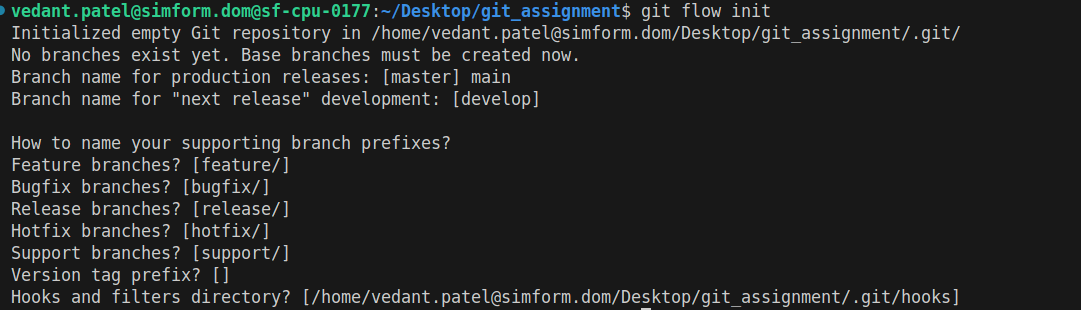 vedant.patel@simform.dom@sf-cpu-0177:~/Desktop/git_assignment$ git flow init
Initialized empty Git repository in /home/vedant.patel@simform.dom/Desktop/git_assignment/.git/
No branches exist yet. Base branches must be created now.
Branch name for production releases: [master] main
Branch name for "next release" development: [develop]
How to name your supporting branch prefixes?
Feature branches? [feature/]
Bugfix branches? [bugfix/]
Release branches? [release/]
Hotfix branches? [hotfix/]
Support branches? [support/]
Version tag prefix? []
Hooks and filters directory? [/home/vedant.patel@simform.dom/Desktop/git_assignment/.git/hooks]